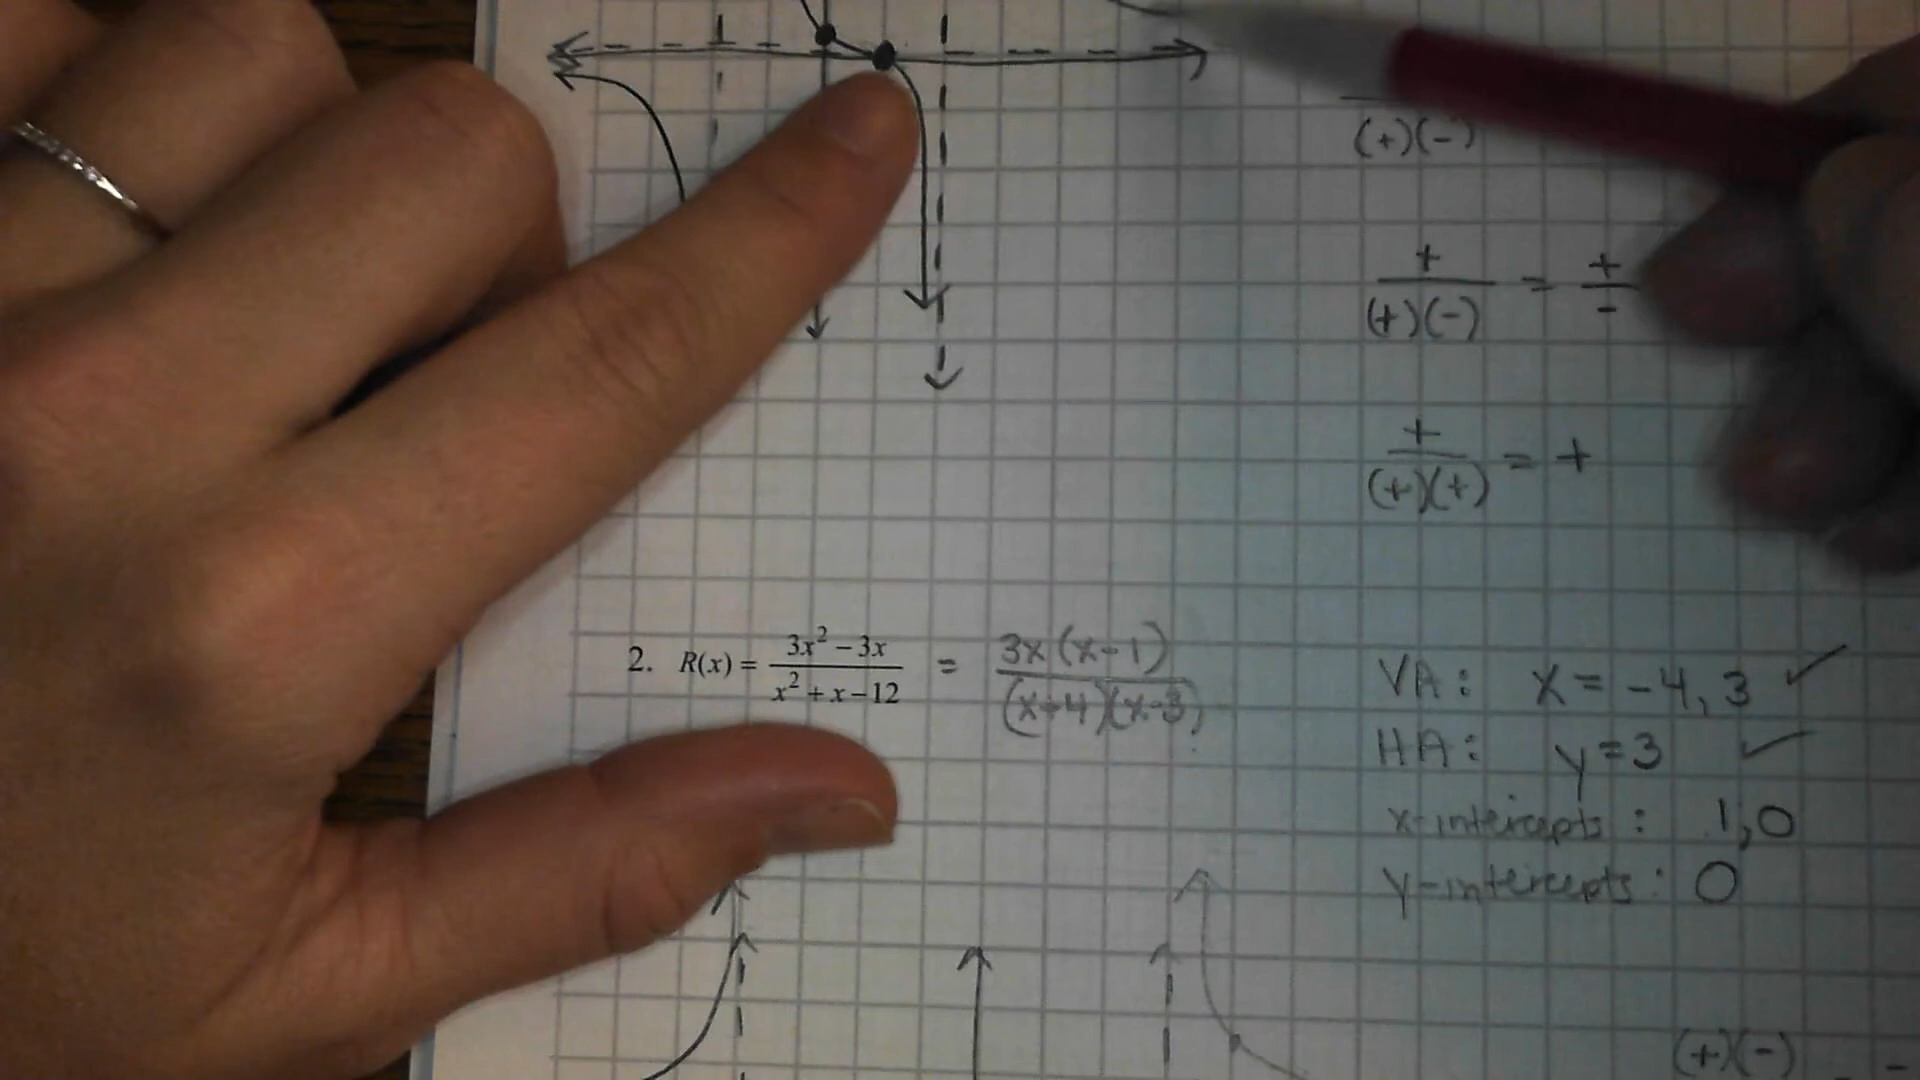 (+)(-)
+/(+)(-) = +/-
+/(+)(+) = +
2. R(x) = (3x² − 3x)/(x² + x − 12) = 3x(x-1)/(x+4)(x-3)
VA: x = -4, 3 ✓
HA: y = 3 ✓
x-intercepts: 1, 0
y-intercepts: 0
(+)(-)